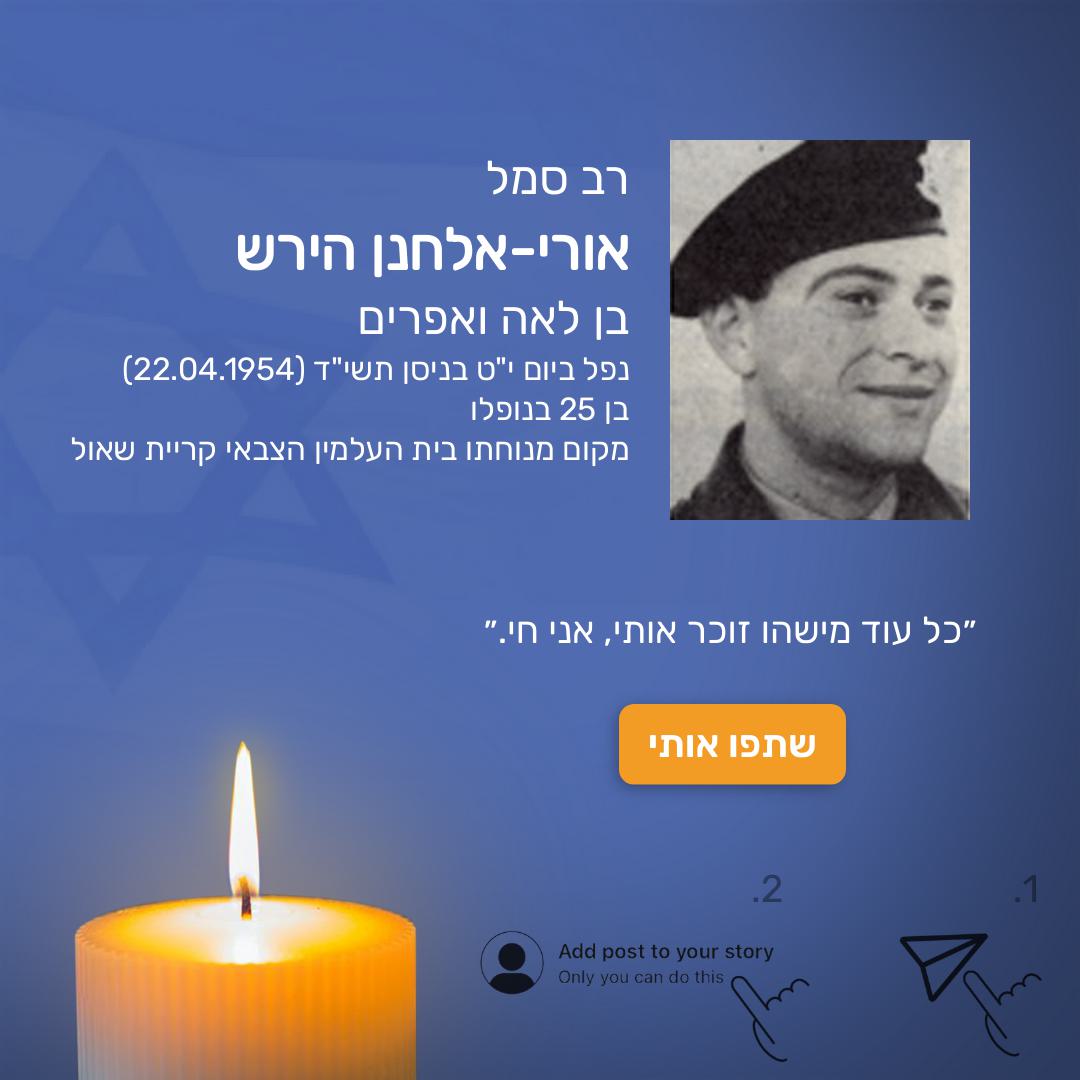 רב סמל
אורי-אלחנן הירש
בן לאה ואפרים
נפל ביום י"ט בניסן תשי"ד (22.04.1954)
בן 25 בנופלו
מקום מנוחתו בית העלמין הצבאי קריית שאול
״כל עוד מישהו זוכר אותי, אני חי.״
שתפו אותי
1.
2.
Add post to your story
Only you can do this